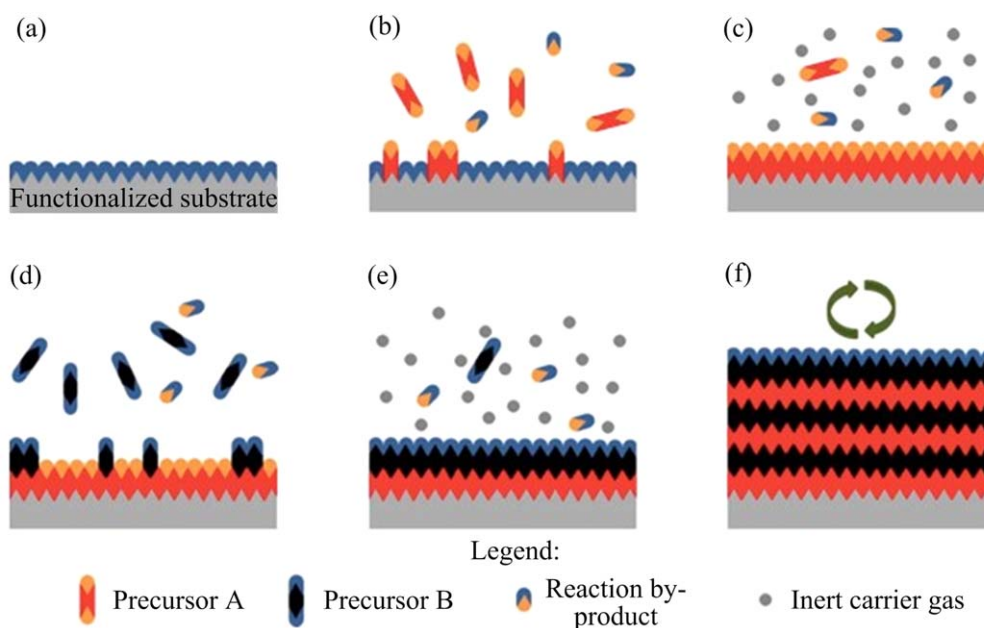 (a)
(b)
(c)
Functionalized substrate
(d)
(e)
(f)
Legend:
Precursor A
Precursor B
Reaction by-
product
Inert carrier gas